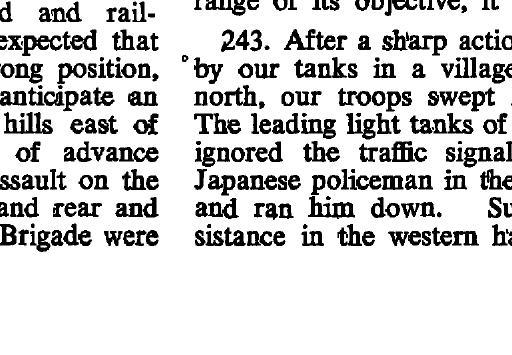 d and rail-
expected that
ong position,
anticipate an
hills east of
of advance
ssault on the
and rear and
Brigade were
range of its objective, it
243. After a sharp actio
by our tanks in a village
north, our troops swept
The leading light tanks of
ignored the traffic signal
Japanese policeman in the
and ran him down. Su
sistance in the western ha